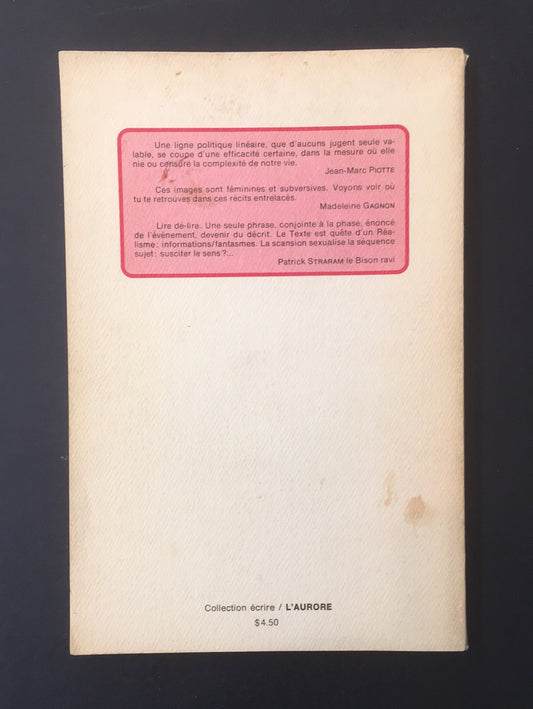 Une ligne politique linéaire, que d'aucuns jugent seule va-
lable, se coupe d'une efficacité certaine, dans la mesure où elle
nie ou censure la complexité de notre vie.
Jean-Marc PIOTTE
Ces images sont féminines et subversives. Voyons voir où
tu te retrouves dans ces récits entrelacés.
Madeleine GAGNON
Lire dé-lire. Une seule phrase, conjointe à la phase, énoncé
de l'événement, devenir du décrit. Le Texte est quête d'un Réa-
lisme : informations/fantasmes. La scansion sexualise la séquence
sujet : susciter le sens ?...
Patrick STRARAM le Bison ravi
Collection écrire / L'AURORE
$4.50